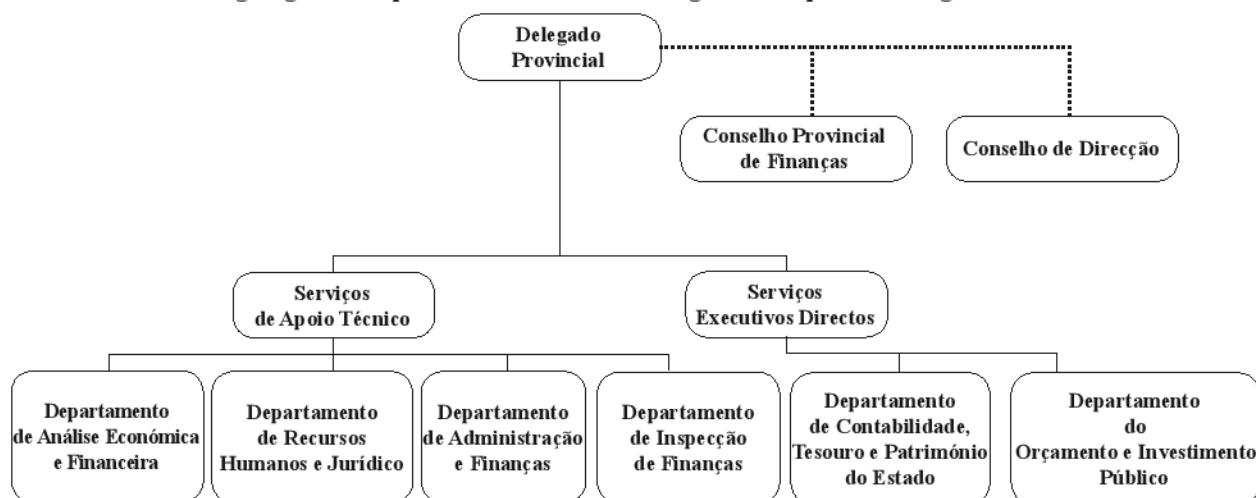 Delegado
Provincial
Conselho Provincial
de Finanças
Conselho de Direcção
Serviços
de Apoio Técnico
Serviços
Executivos Directos
Departamento
de Análise Económica
e Financeira
Departamento
de Recursos
Humanos e Jurídico
Departamento
de Administração
e Finanças
Departamento
de Inspecção
de Finanças
Departamento
de Contabilidade,
Tesouro e Património
do Estado
Departamento
do
Orçamento e Investimento
Público